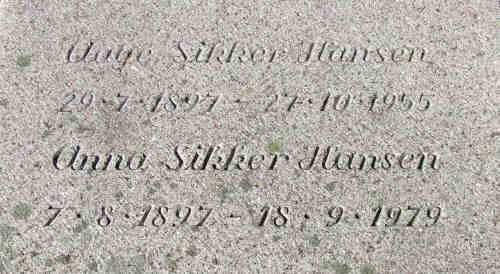 Aage Sikker Hansen
29·7·1897 - 27·10·1955
Anna Sikker Hansen
7·8·1897 - 18·9·1979